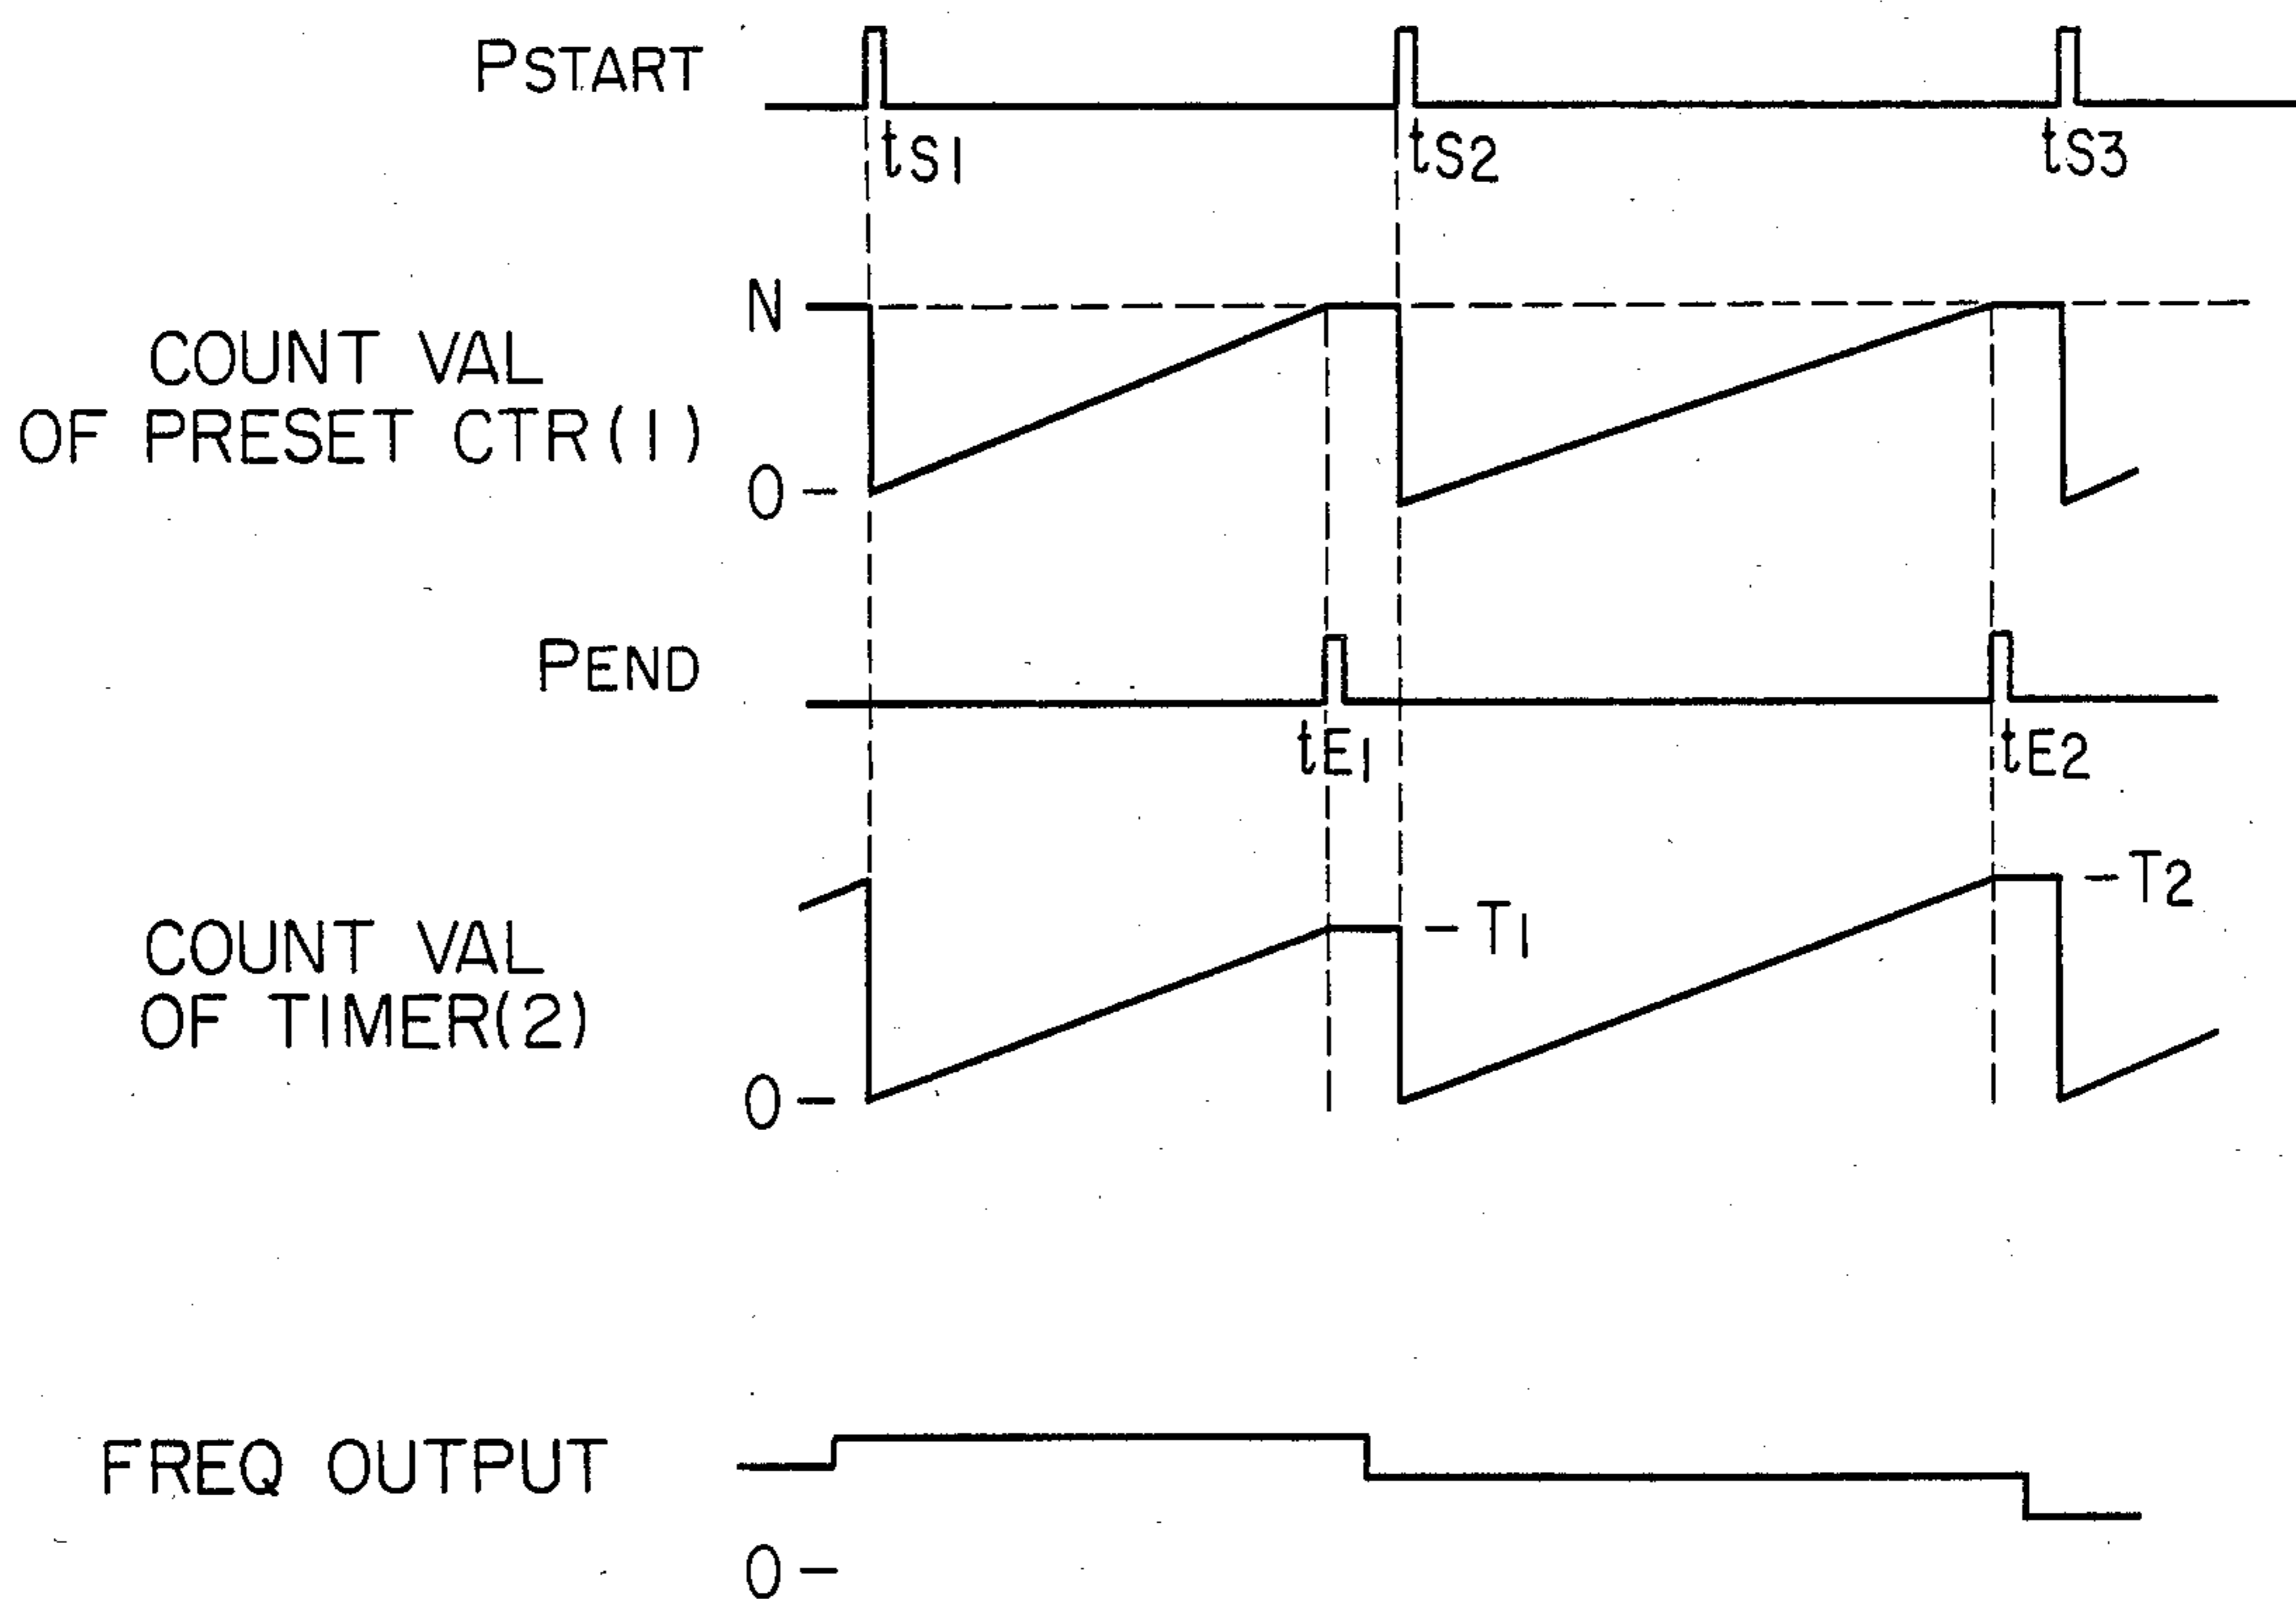 PSTART
tS1 tS2 tS3
N
COUNT VAL
OF PRESET CTR(1)
0
PEND
tE1 tE2
T2
T1
COUNT VAL
OF TIMER(2)
0
FREQ OUTPUT
0